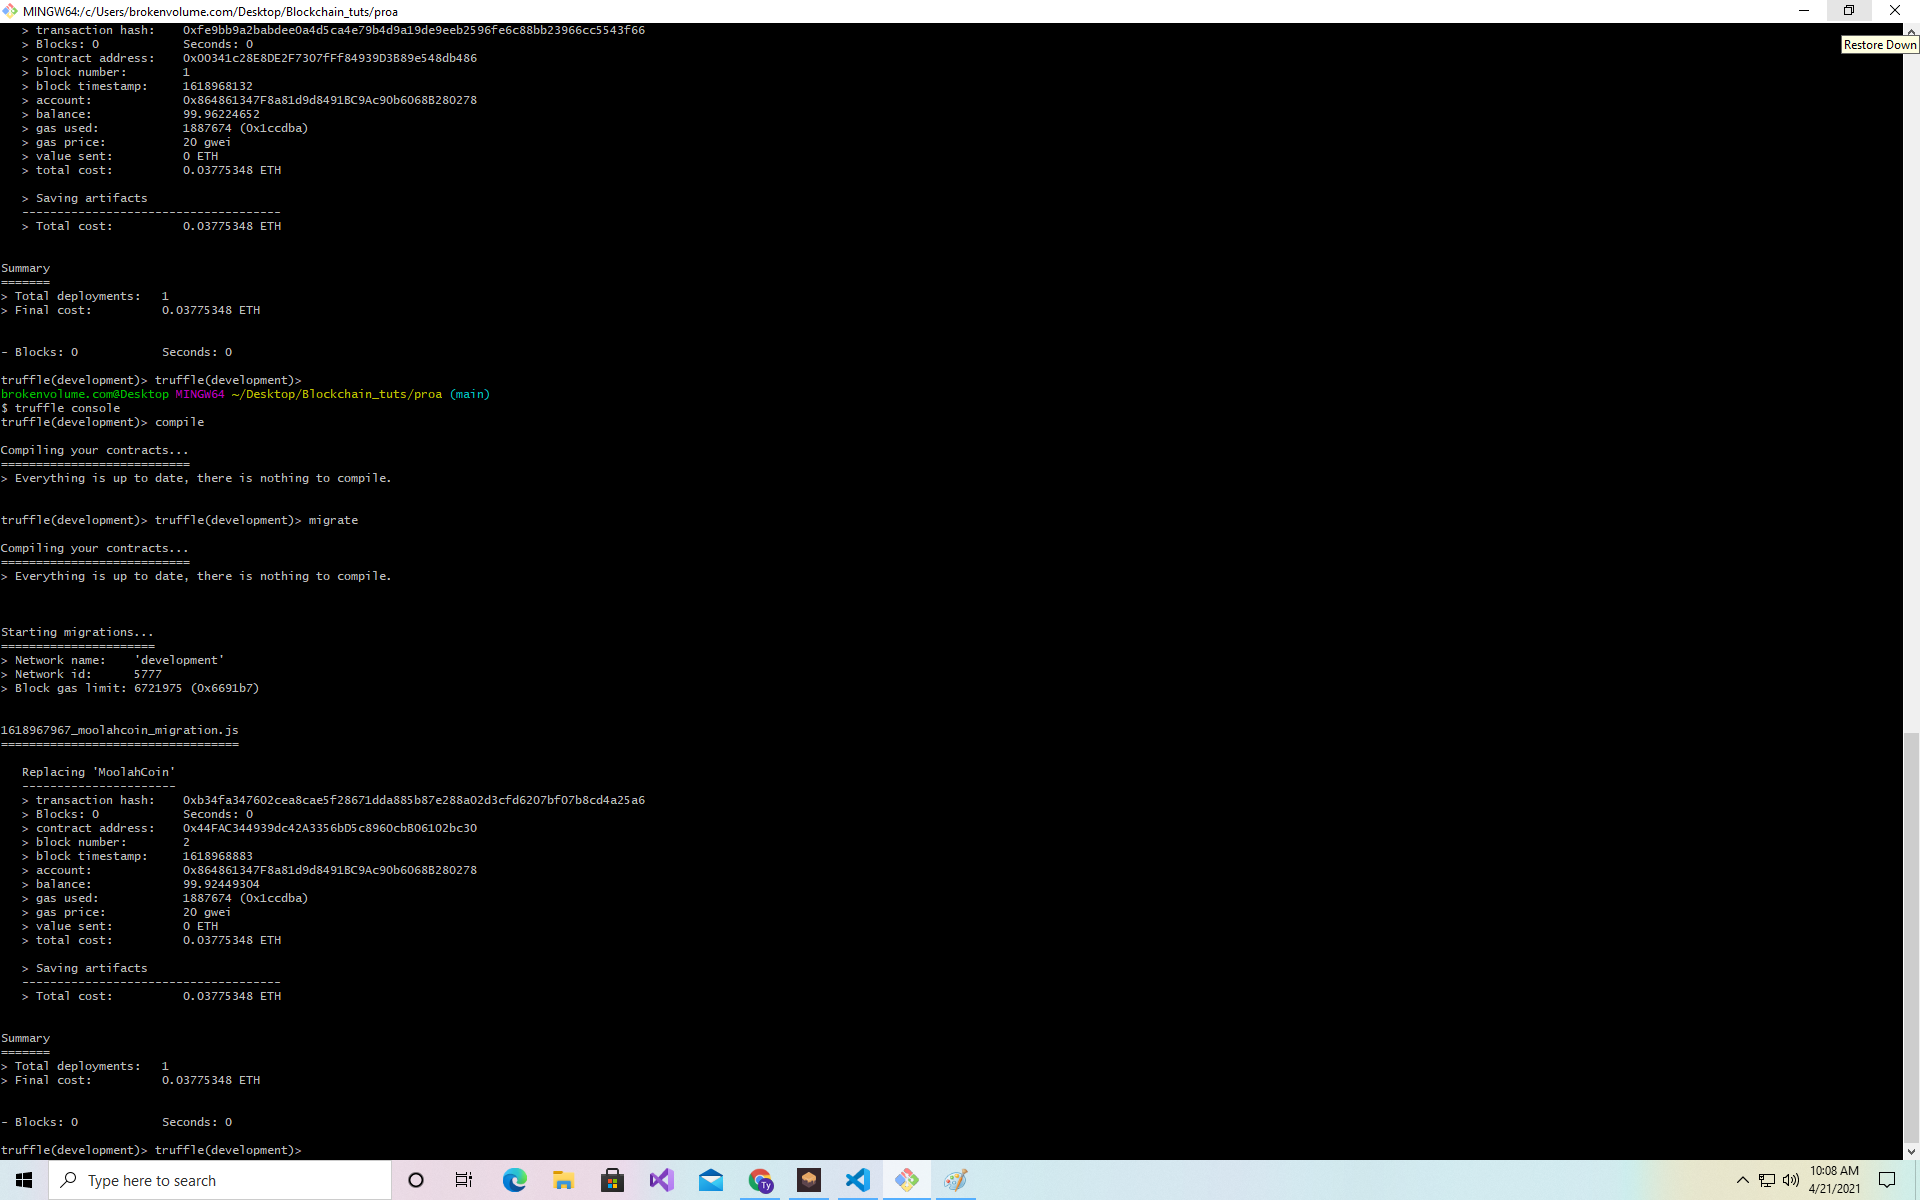 MINGW64:/c/Users/brokenvolume.com/Desktop/Blockchain_tuts/proa
Restore Down
> transaction hash: 0xfe9bb9a2babdee0a4d5ca4e79b4d9a19de9eeb2596fe6c88bb23966cc5543f66
> Blocks: 0 Seconds: 0
> contract address: 0x00341c28E8DE2F7307fFf84939D3B89e548db486
> block number: 1
> block timestamp: 1618968132
> account: 0x864861347F8a81d9d8491BC9Ac90b6068B280278
> balance: 99.96224652
> gas used: 1887674 (0x1ccdba)
> gas price: 20 gwei
> value sent: 0 ETH
> total cost: 0.03775348 ETH
> Saving artifacts
-------------------------------------
> Total cost: 0.03775348 ETH
Summary
=======
> Total deployments: 1
> Final cost: 0.03775348 ETH
- Blocks: 0 Seconds: 0
truffle(development)> truffle(development)>
brokenvolume.com@Desktop MINGW64 ~/Desktop/Blockchain_tuts/proa (main)
$ truffle console
truffle(development)> compile
Compiling your contracts...
===========================
> Everything is up to date, there is nothing to compile.
truffle(development)> truffle(development)> migrate
Compiling your contracts...
===========================
> Everything is up to date, there is nothing to compile.
Starting migrations...
======================
> Network name: 'development'
> Network id: 5777
> Block gas limit: 6721975 (0x6691b7)
1618967967_moolahcoin_migration.js
==================================
Replacing 'MoolahCoin'
----------------------
> transaction hash: 0xb34fa347602cea8cae5f28671dda885b87e288a02d3cfd6207bf07b8cd4a25a6
> Blocks: 0 Seconds: 0
> contract address: 0x44FAC344939dc42A3356bD5c8960cbB06102bc30
> block number: 2
> block timestamp: 1618968883
> account: 0x864861347F8a81d9d8491BC9Ac90b6068B280278
> balance: 99.92449304
> gas used: 1887674 (0x1ccdba)
> gas price: 20 gwei
> value sent: 0 ETH
> total cost: 0.03775348 ETH
> Saving artifacts
-------------------------------------
> Total cost: 0.03775348 ETH
Summary
=======
> Total deployments: 1
> Final cost: 0.03775348 ETH
- Blocks: 0 Seconds: 0
truffle(development)> truffle(development)>
Type here to search
Ty
10:08 AM
4/21/2021